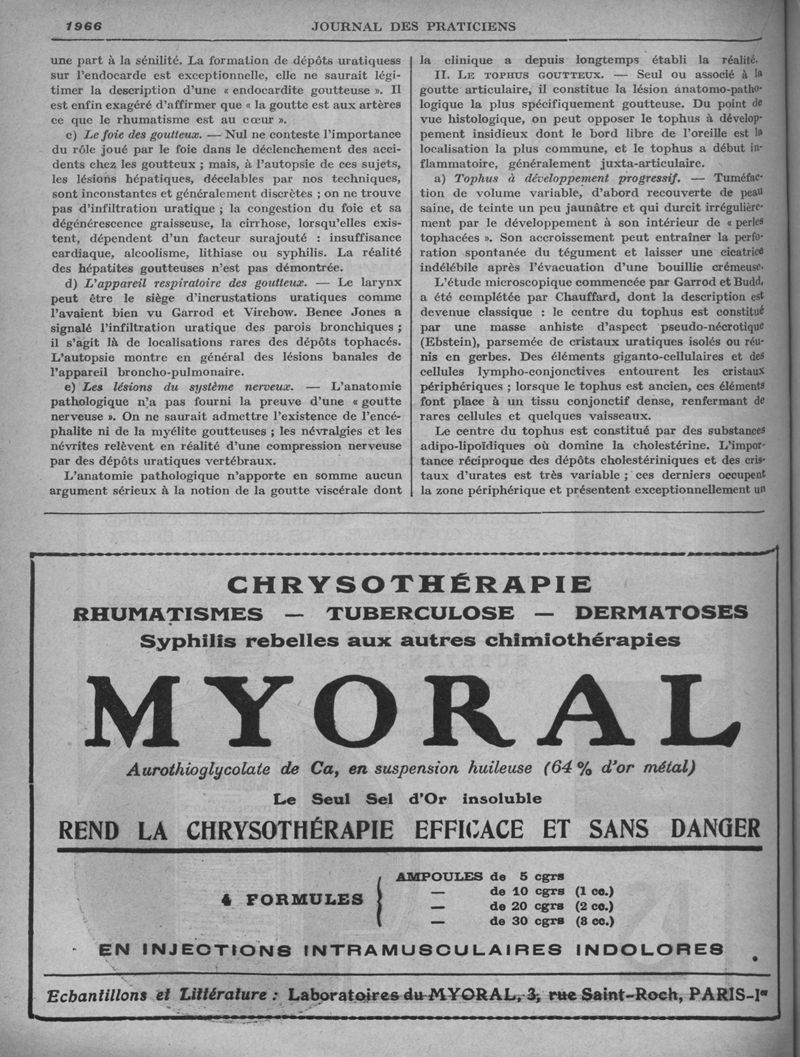 1966
JOURNAL DES PRATICIENS
une part à la sénilité. La formation de dépôts uratiquess
sur l'endocarde est exceptionnelle, elle ne saurait légi-
timer la description d'une « endocardite goutteuse ». Il
est enfin exagéré d'affirmer que « la goutte est aux artères
ce que le rhumatisme est au cœur ».
c) Le foie des goutteux. — Nul ne conteste l'importance
du rôle joué par le foie dans le déclenchement des acci-
dents chez les goutteux ; mais, à l'autopsie de ces sujets,
les lésions hépatiques, décelables par nos techniques,
sont inconstantes et généralement discrètes ; on ne trouve
pas d'infiltration uratique ; la congestion du foie et sa
dégénérescence graisseuse, la cirrhose, lorsqu'elles exis-
tent, dépendent d'un facteur surajouté : insuffisance
cardiaque, alcoolisme, lithiase ou syphilis. La réalité
des hépatites goutteuses n'est pas démontrée.
d) L'appareil respiratoire des goutteux. — Le larynx
peut être le siège d'incrustations uratiques comme
l'avaient bien vu Garrod et Virchow. Bence Jones a
signalé l'infiltration uratique des parois bronchiques ;
il s'agit là de localisations rares des dépôts tophacés.
L'autopsie montre en général des lésions banales de
l'appareil broncho-pulmonaire.
e) Les lésions du système nerveux. — L'anatomie
pathologique n'a pas fourni la preuve d'une « goutte
nerveuse ». On ne saurait admettre l'existence de l'encé-
phalite ni de la myélite goutteuses ; les névralgies et les
névrites relèvent en réalité d'une compression nerveuse
par des dépôts uratiques vertébraux.
L'anatomie pathologique n'apporte en somme aucun
argument sérieux à la notion de la goutte viscérale dont
la clinique a depuis longtemps établi la réalité.
II. LE TOPHUS GOUTTEUX. — Seul ou associé à la
goutte articulaire, il constitue la lésion anatomo-patho-
logique la plus spécifiquement goutteuse. Du point de
vue histologique, on peut opposer le tophus à dévelop-
pement insidieux dont le bord libre de l'oreille est la
localisation la plus commune, et le tophus a début in-
flammatoire, généralement juxta-articulaire.
a) Tophus à développement progressif. — Tuméfac-
tion de volume variable, d'abord recouverte de peau
saine, de teinte un peu jaunâtre et qui durcit irrégulière-
ment par le développement à son intérieur de « perles
tophacées ». Son accroissement peut entraîner la perfo-
ration spontanée du tégument et laisser une cicatrice
indélébile après l'évacuation d'une bouillie crémeuse.
L'étude microscopique commencée par Garrod et Budd,
a été complétée par Chauffard, dont la description est
devenue classique : le centre du tophus est constitué
par une masse anhiste d'aspect pseudo-nécrotique
(Ebstein), parsemée de cristaux uratiques isolés ou réu-
nis en gerbes. Des éléments giganto-cellulaires et des
cellules lympho-conjonctives entourent les cristaux
périphériques ; lorsque le tophus est ancien, ces éléments
font place à un tissu conjonctif dense, renfermant de
rares cellules et quelques vaisseaux.
Le centre du tophus est constitué par des substances
adipo-lipoïdiques où domine la cholestérine. L'impor-
tance réciproque des dépôts cholestériniques et des cris-
taux d'urates est très variable ; ces derniers occupent
la zone périphérique et présentent exceptionnellement un
CHRYSOTHÉRAPIE
RHUMATISMES — TUBERCULOSE — DERMATOSES
Syphilis rebelles aux autres chimiothérapies
MYORAL
Aurothioglycolate de Ca, en suspension huileuse (64 % d'or métal)
Le Seul Sel d'Or insoluble
REND LA CHRYSOTHÉRAPIE EFFICACE ET SANS DANGER
4 FORMULES
AMPOULES de 5 cgrs
— de 10 cgrs (1 cc.)
— de 20 cgrs (2 cc.)
— de 30 cgrs (3 cc.)
EN INJECTIONS INTRAMUSCULAIRES INDOLORES
Echantillons et Littérature : Laboratoires du MYORAL, 3, rue Saint-Roch, PARIS-Iᵉʳ